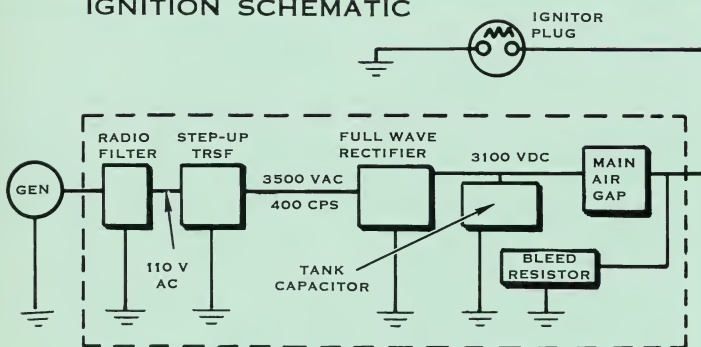 IGNITION SCHEMATIC
IGNITOR
PLUG
RADIO
FILTER
STEP-UP
TRSF
FULL WAVE
RECTIFIER
3100 VDC
MAIN
AIR
GAP
GEN
3500 VAC
400 CPS
110 V
AC
TANK
CAPACITOR
BLEED
RESISTOR